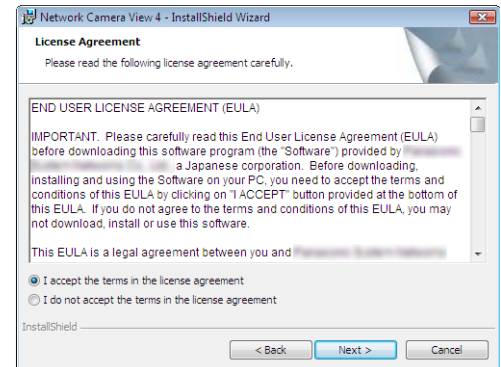 Network Camera View 4 - InstallShield Wizard
License Agreement
Please read the following license agreement carefully.
END USER LICENSE AGREEMENT (EULA)
IMPORTANT. Please carefully read this End User License Agreement (EULA)
before downloading this software program (the "Software") provided by
a Japanese corporation. Before downloading,
installing and using the Software on your PC, you need to accept the terms and
conditions of this EULA by clicking on "I ACCEPT" button provided at the bottom of
this EULA. If you do not agree to the terms and conditions of this EULA, you may
not download, install or use this software.
This EULA is a legal agreement between you and
I accept the terms in the license agreement
I do not accept the terms in the license agreement
InstallShield
< Back
Next >
Cancel